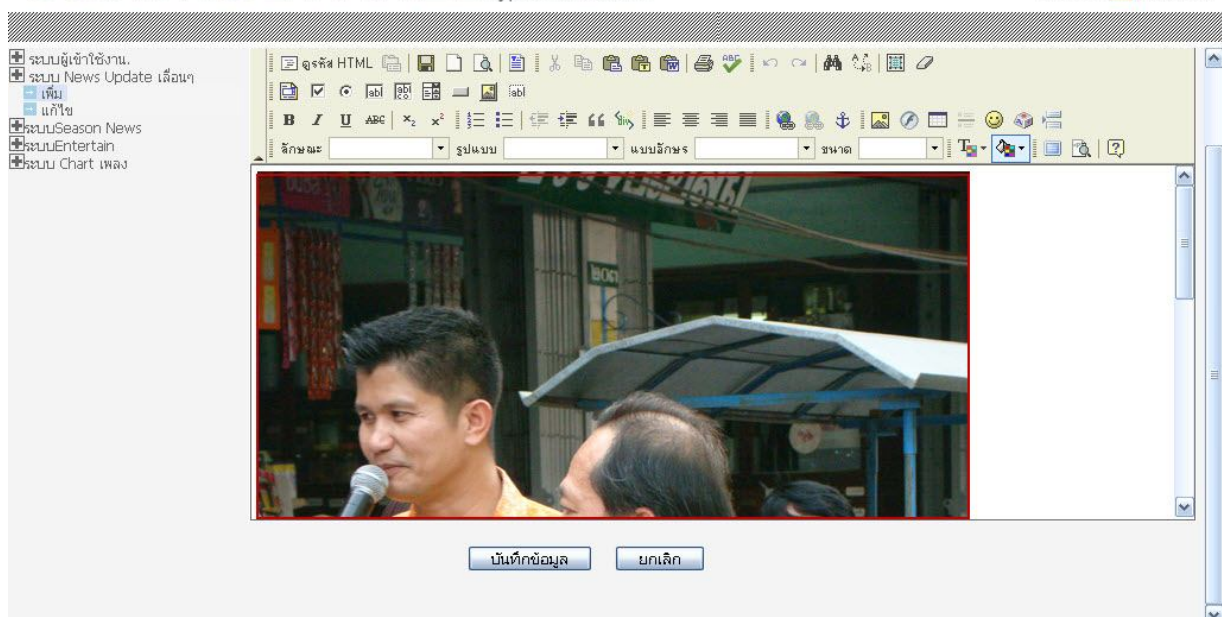 ระบบผู้เข้าใช้งาน.
ระบบ News Update เลื่อนๆ
เพิ่ม
แก้ไข
ระบบSeason News
ระบบEntertain
ระบบ Chart เพลง
ดูรหัส HTML
B I U ABC ×₂ ×²
ลักษณะ รูปแบบ แบบอักษร ขนาด
บันทึกข้อมูล ยกเลิก